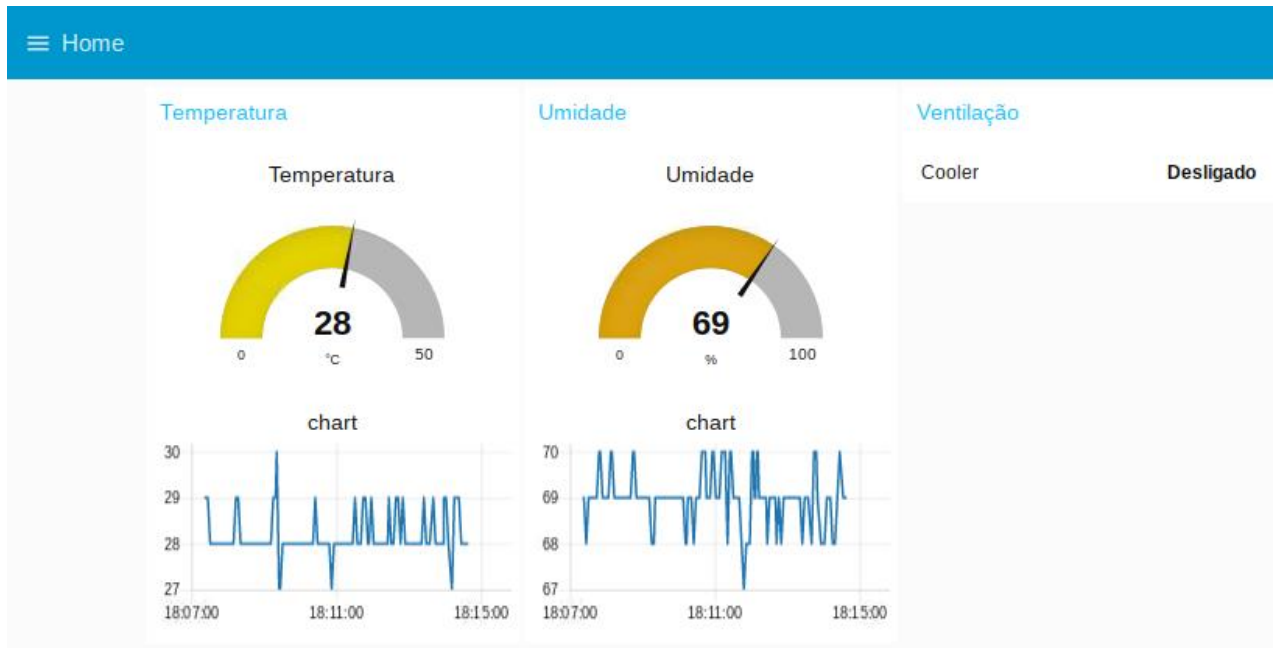 Home
Temperatura
Temperatura
28
0
°C
50
chart
30
29
28
27
18:07:00
18:11:00
18:15:00
Umidade
Umidade
69
0
%
100
chart
70
69
68
67
18:07:00
18:11:00
18:15:00
Ventilação
Cooler Desligado